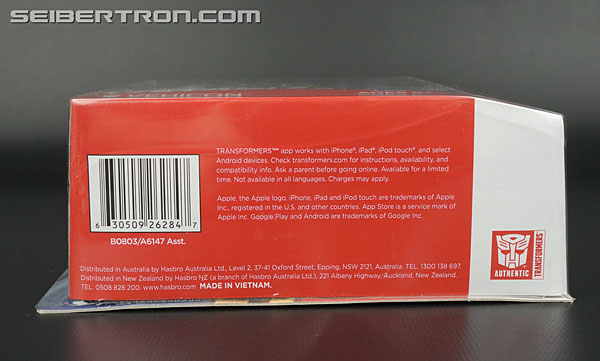 SEIBERTRON.COM
TRANSFORMERS™ app works with iPhone®, iPad®, iPod touch®, and select
Android devices. Check transformers.com for instructions, availability, and
compatibility info. Ask a parent before going online. Available for a limited
time. Not available in all languages. Charges may apply.
Apple, the Apple logo, iPhone, iPad and iPod touch are trademarks of Apple
Inc., registered in the U.S. and other countries. App Store is a service mark of
Apple Inc. Google Play and Android are trademarks of Google Inc.
6 30509 26284 7
B0803/A6147 Asst.
AUTHENTIC
TRANSFORMERS
Distributed in Australia by Hasbro Australia Ltd., Level 2, 37-41 Oxford Street, Epping, NSW 2121, Australia. TEL. 1300 138 697.
Distributed in New Zealand by Hasbro NZ (a branch of Hasbro Australia Ltd.), 221 Albany Highway, Auckland, New Zealand.
TEL. 0508 828 200. www.hasbro.com. MADE IN VIETNAM.